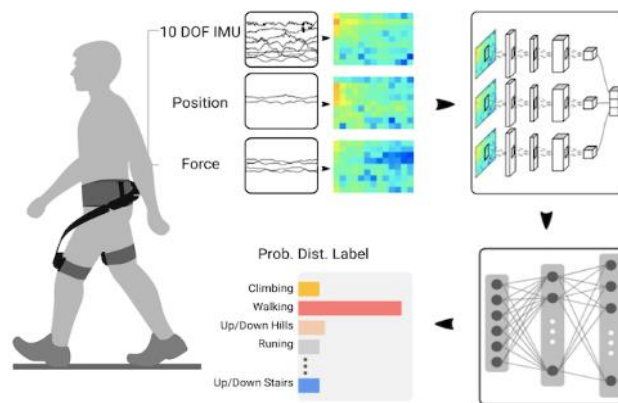 10 DOF IMU
Position
Force
Prob. Dist. Label
Climbing
Walking
Up/Down Hills
Runing
Up/Down Stairs